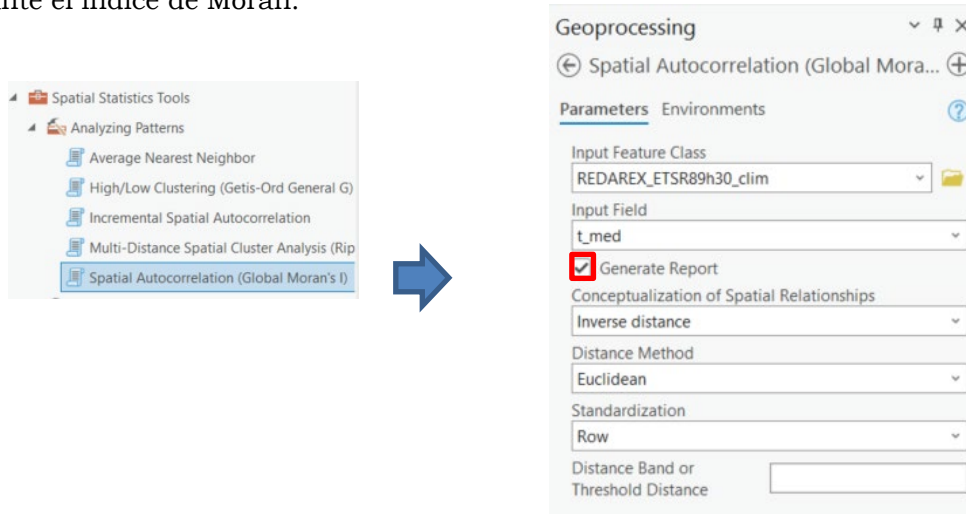 nte el índice de Moran.
Spatial Statistics Tools
Analyzing Patterns
Average Nearest Neighbor
High/Low Clustering (Getis-Ord General G)
Incremental Spatial Autocorrelation
Multi-Distance Spatial Cluster Analysis (Rip
Spatial Autocorrelation (Global Moran's I)
Geoprocessing
Spatial Autocorrelation (Global Mora...
Parameters Environments
Input Feature Class
REDAREX_ETSR89h30_clim
Input Field
t_med
Generate Report
Conceptualization of Spatial Relationships
Inverse distance
Distance Method
Euclidean
Standardization
Row
Distance Band or
Threshold Distance